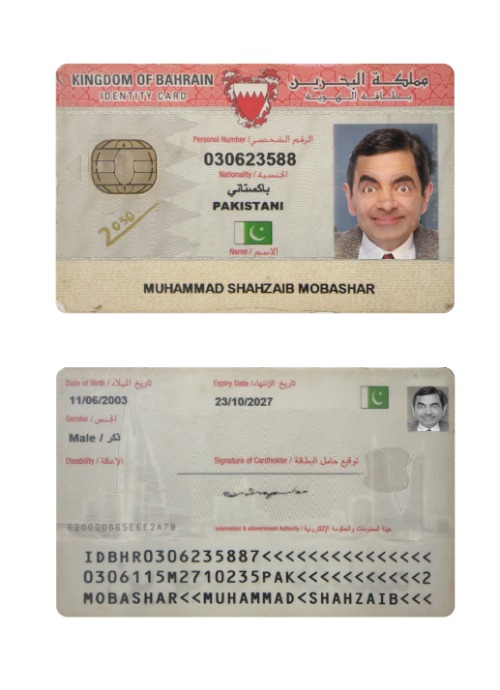 KINGDOM OF BAHRAIN مملكة البحرين
IDENTITY CARD بطاقة الهوية
Personal Number / الرقم الشخصي
030623588
Nationality / الجنسية
باكستاني
PAKISTANI
2030
Name / الاسم
MUHAMMAD SHAHZAIB MOBASHAR
Date of Birth / تاريخ الميلاد Expiry Date / تاريخ الإنتهاء
11/06/2003 23/10/2027
Gender / الجنس
Male / ذكر
Disability / الإعاقة Signature of Cardholder / توقيع حامل البطاقة
620000865E6E2A79 Information & eGovernment Authority / هيئة المعلومات والحكومة الإلكترونية
IDBHR0306235887<<<<<<<<<<<<<<<
0306115M2710235PAK<<<<<<<<<<<2
MOBASHAR<<MUHAMMAD<SHAHZAIB<<<